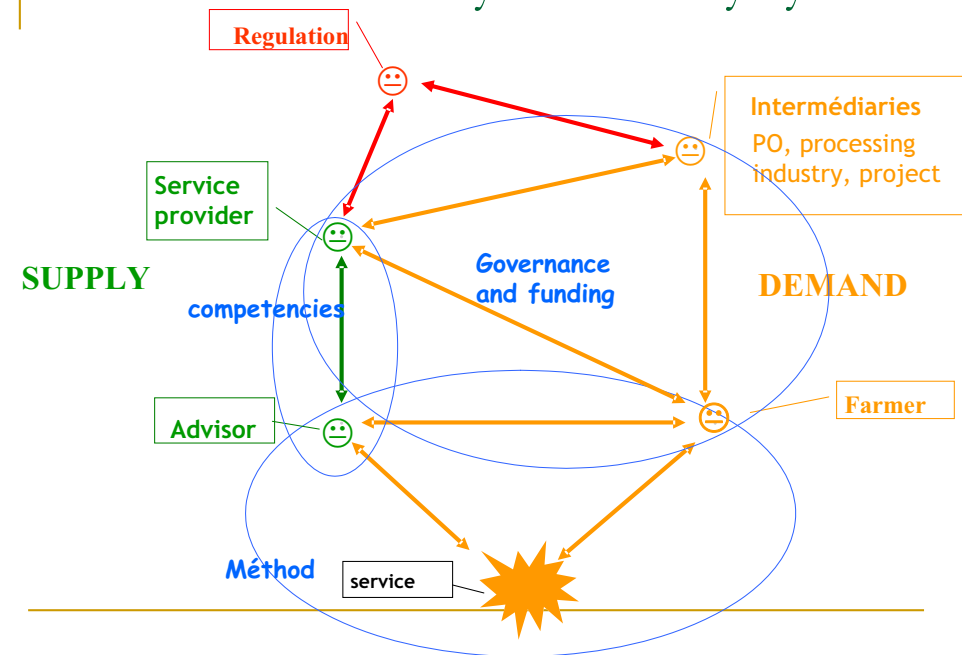 Regulation
Intermédiaries
PO, processing
industry, project
Service
provider
SUPPLY
Governance
and funding
DEMAND
competencies
Farmer
Advisor
Méthod
service